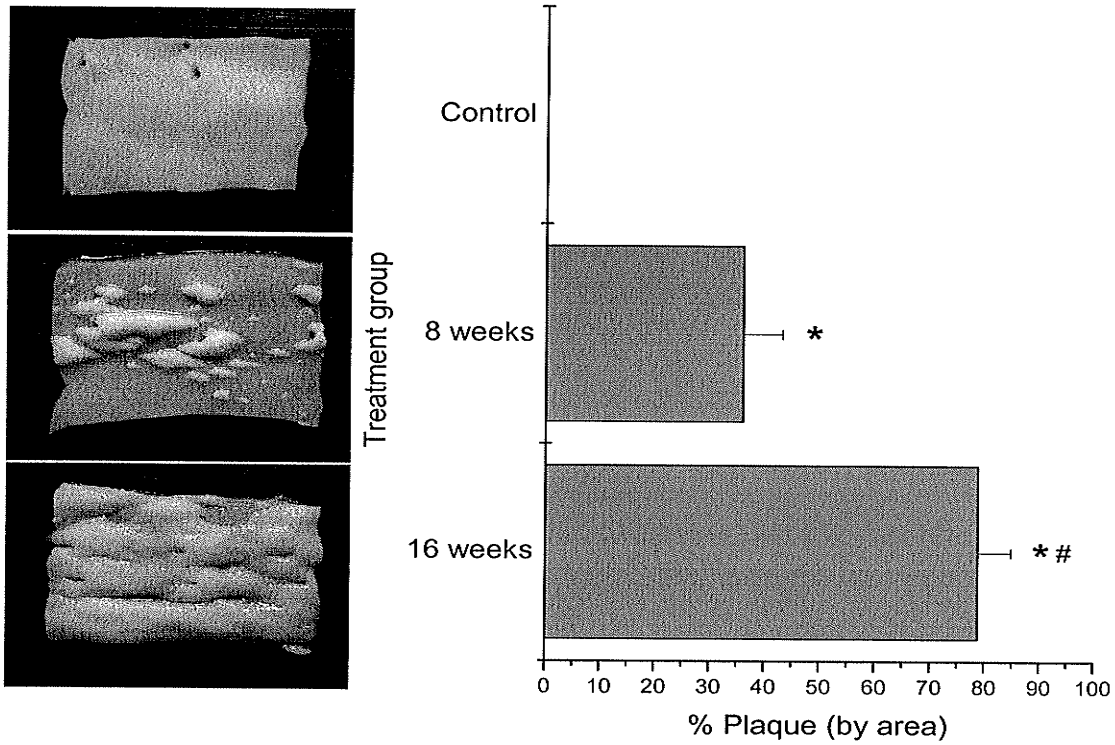 Treatment group
Control
8 weeks
*
16 weeks
* #
0 10 20 30 40 50 60 70 80 90 100
% Plaque (by area)